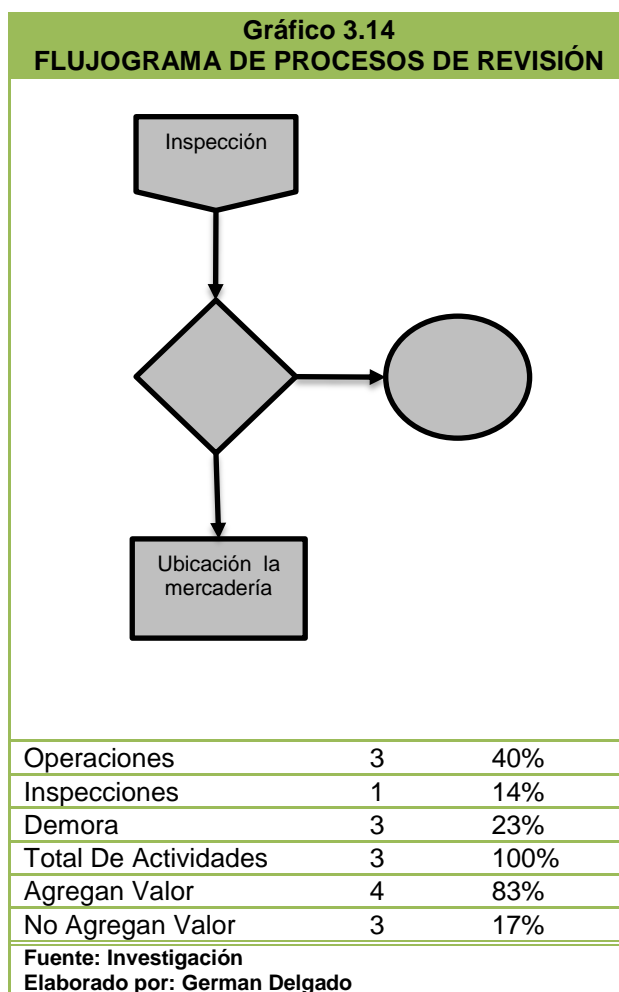 Gráfico 3.14
FLUJOGRAMA DE PROCESOS DE REVISIÓN
Inspección
Ubicación la
mercadería
Operaciones 3 40%
Inspecciones 1 14%
Demora 3 23%
Total De Actividades 3 100%
Agregan Valor 4 83%
No Agregan Valor 3 17%
Fuente: Investigación
Elaborado por: German Delgado